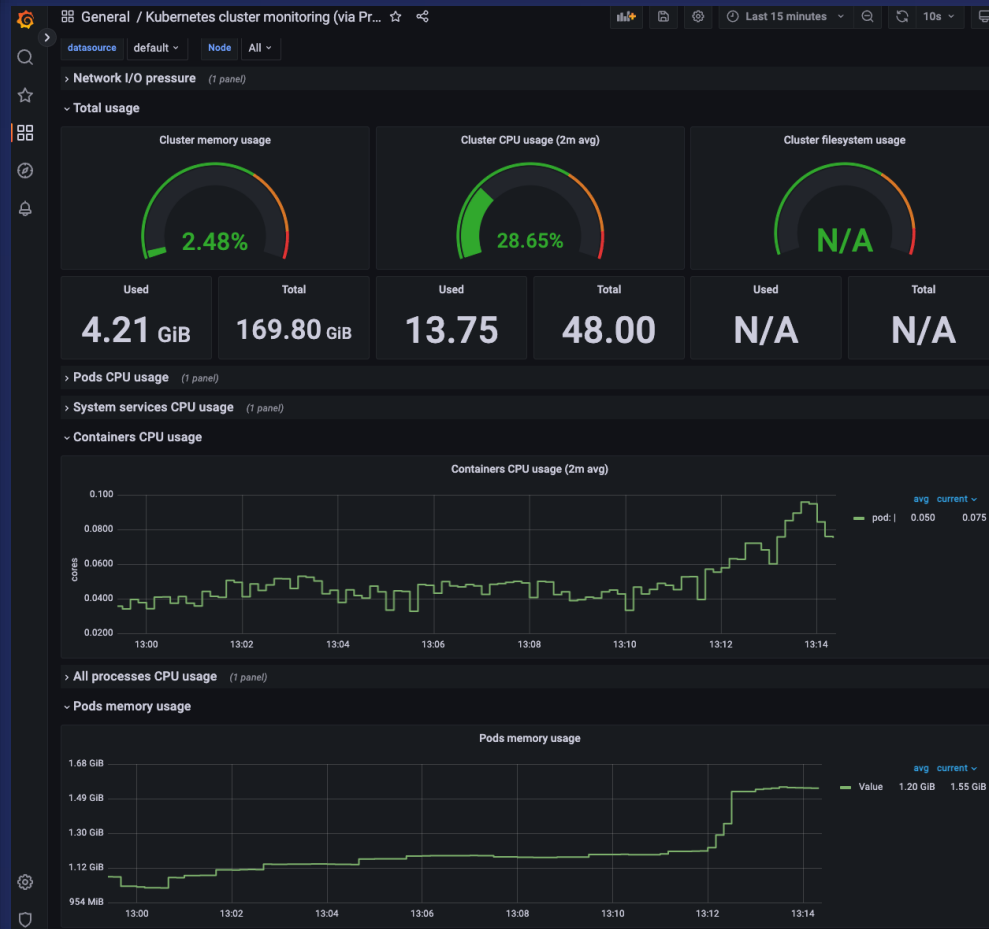 General / Kubernetes cluster monitoring (via Pr... Last 15 minutes 10s
datasource default Node All
Network I/O pressure (1 panel)
Total usage
Cluster memory usage Cluster CPU usage (2m avg) Cluster filesystem usage
2.48% 28.65% N/A
Used Total Used Total Used Total
4.21 GiB 169.80 GiB 13.75 48.00 N/A N/A
Pods CPU usage (1 panel)
System services CPU usage (1 panel)
Containers CPU usage
Containers CPU usage (2m avg)
cores
0.100
0.0800
0.0600
0.0400
0.0200
13:00 13:02 13:04 13:06 13:08 13:10 13:12 13:14
avg current
pod: | 0.050 0.075
All processes CPU usage (1 panel)
Pods memory usage
Pods memory usage
1.68 GiB
1.49 GiB
1.30 GiB
1.12 GiB
954 MiB
13:00 13:02 13:04 13:06 13:08 13:10 13:12 13:14
avg current
Value 1.20 GiB 1.55 GiB